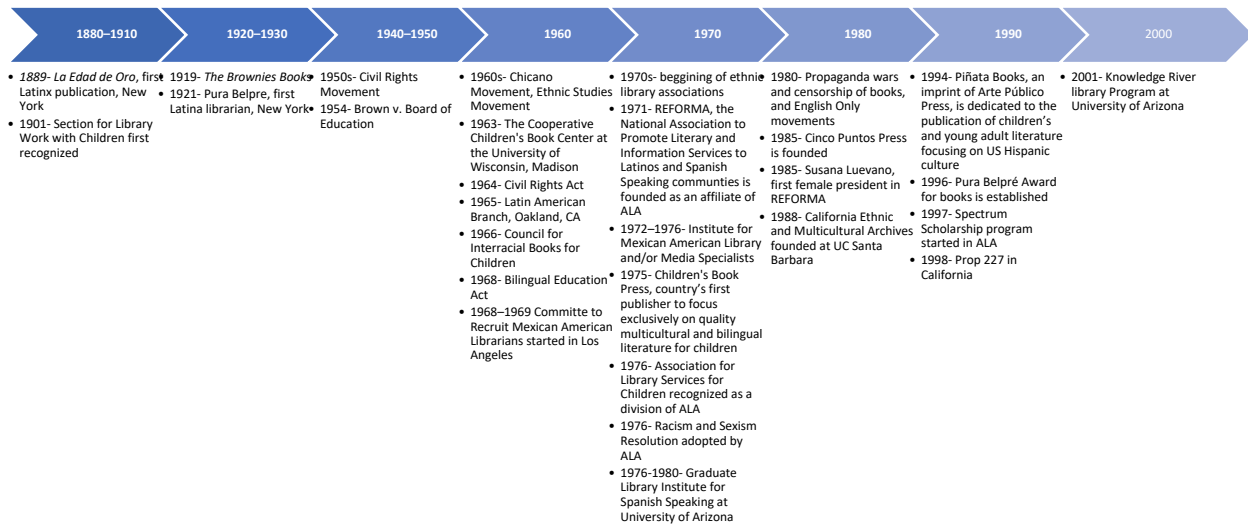 1880–1910
1920–1930
1940–1950
1960
1970
1980
1990
2000
• 1889- La Edad de Oro, first
Latinx publication, New
York
• 1901- Section for Library
Work with Children first
recognized
• 1919- The Brownies Books
• 1921- Pura Belpre, first
Latina librarian, New York
• 1950s- Civil Rights
Movement
• 1954- Brown v. Board of
Education
• 1960s- Chicano
Movement, Ethnic Studies
Movement
• 1963- The Cooperative
Children's Book Center at
the University of
Wisconsin, Madison
• 1964- Civil Rights Act
• 1965- Latin American
Branch, Oakland, CA
• 1966- Council for
Interracial Books for
Children
• 1968- Bilingual Education
Act
• 1968–1969 Committe to
Recruit Mexican American
Librarians started in Los
Angeles
• 1970s- beggining of ethnic
library associations
• 1971- REFORMA, the
National Association to
Promote Literary and
Information Services to
Latinos and Spanish
Speaking communties is
founded as an affiliate of
ALA
• 1972–1976- Institute for
Mexican American Library
and/or Media Specialists
• 1975- Children's Book
Press, country’s first
publisher to focus
exclusively on quality
multicultural and bilingual
literature for children
• 1976- Association for
Library Services for
Children recognized as a
division of ALA
• 1976- Racism and Sexism
Resolution adopted by
ALA
• 1976-1980- Graduate
Library Institute for
Spanish Speaking at
University of Arizona
• 1980- Propaganda wars
and censorship of books,
and English Only
movements
• 1985- Cinco Puntos Press
is founded
• 1985- Susana Luevano,
first female president in
REFORMA
• 1988- California Ethnic
and Multicultural Archives
founded at UC Santa
Barbara
• 1994- Piñata Books, an
imprint of Arte Público
Press, is dedicated to the
publication of children’s
and young adult literature
focusing on US Hispanic
culture
• 1996- Pura Belpré Award
for books is established
• 1997- Spectrum
Scholarship program
started in ALA
• 1998- Prop 227 in
California
• 2001- Knowledge River
library Program at
University of Arizona